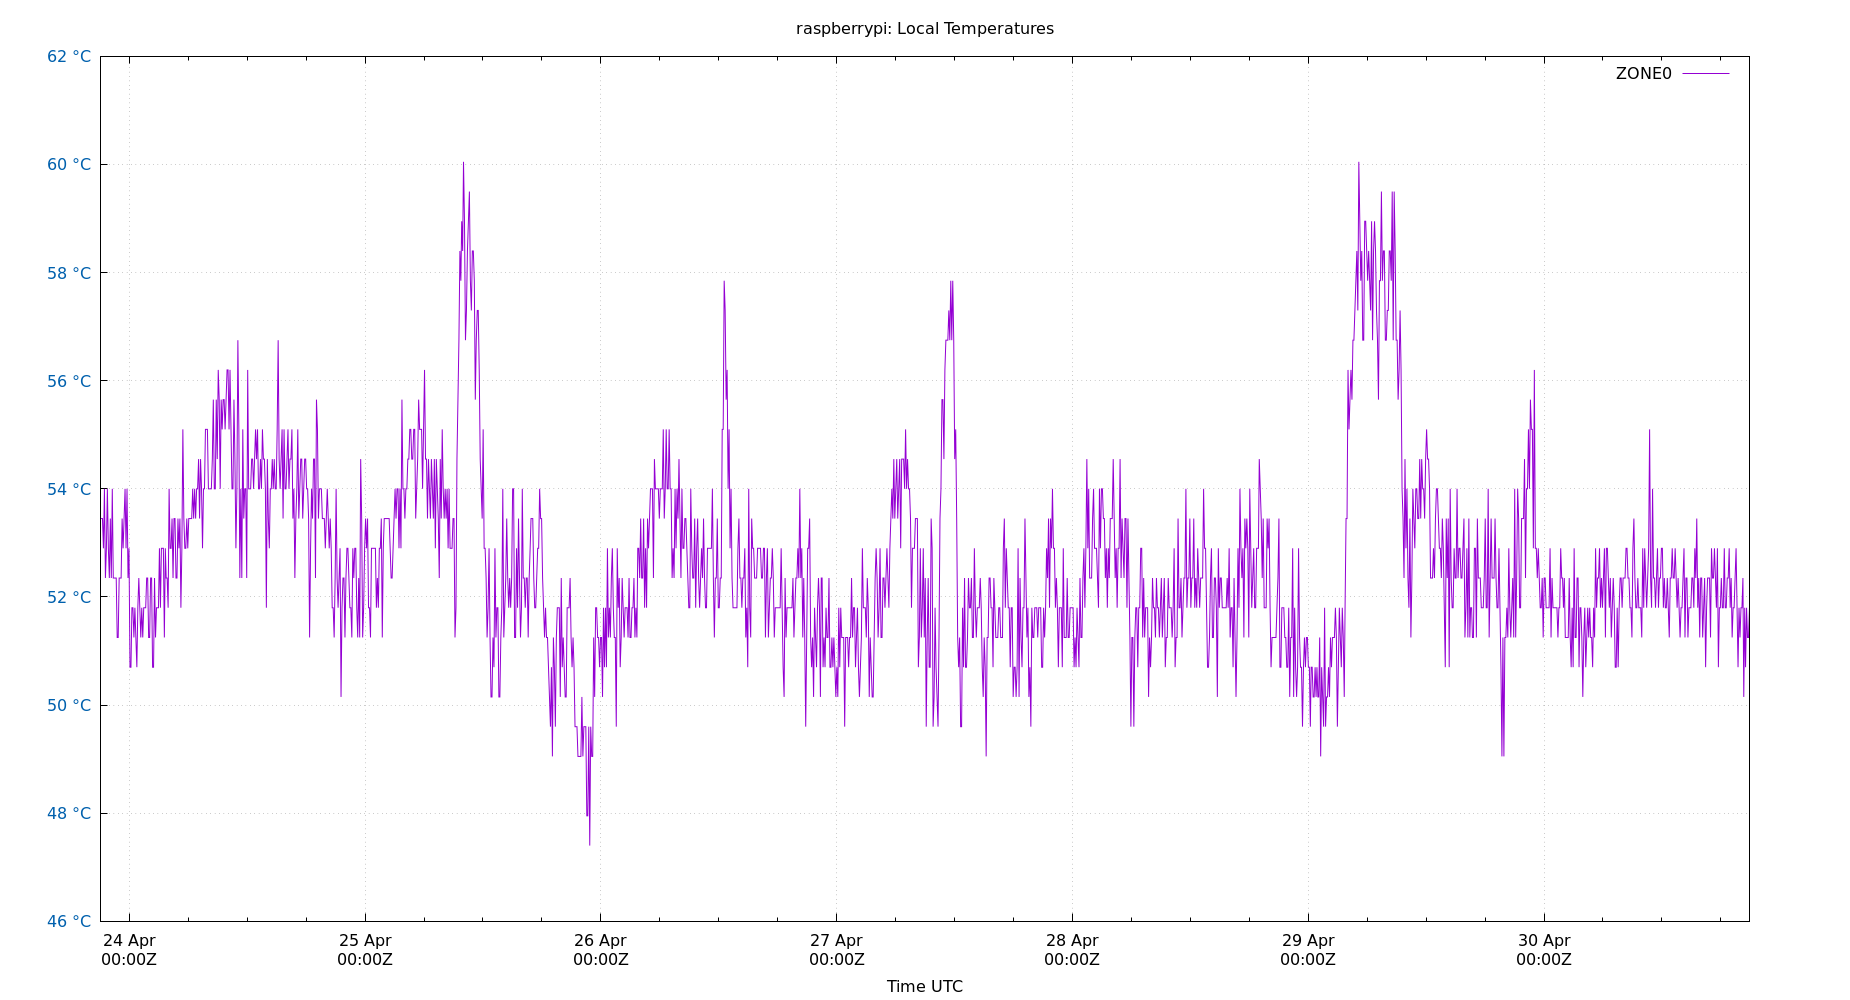 raspberrypi: Local Temperatures
62 °C
ZONE0
60 °C
58 °C
56 °C
54 °C
52 °C
50 °C
48 °C
46 °C
24 Apr 25 Apr 26 Apr 27 Apr 28 Apr 29 Apr 30 Apr
00:00Z 00:00Z 00:00Z 00:00Z 00:00Z 00:00Z 00:00Z
Time UTC